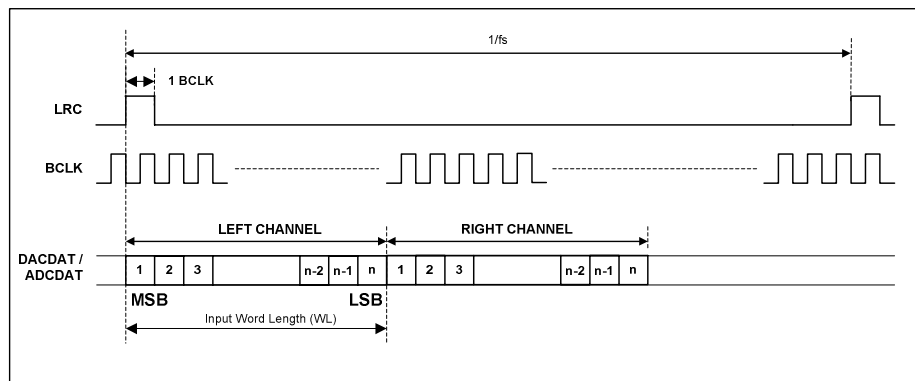 1/fs
1 BCLK
LRC
BCLK
LEFT CHANNEL RIGHT CHANNEL
DACDAT /
ADCDAT
1 2 3 n-2 n-1 n 1 2 3 n-2 n-1 n
MSB LSB
Input Word Length (WL)